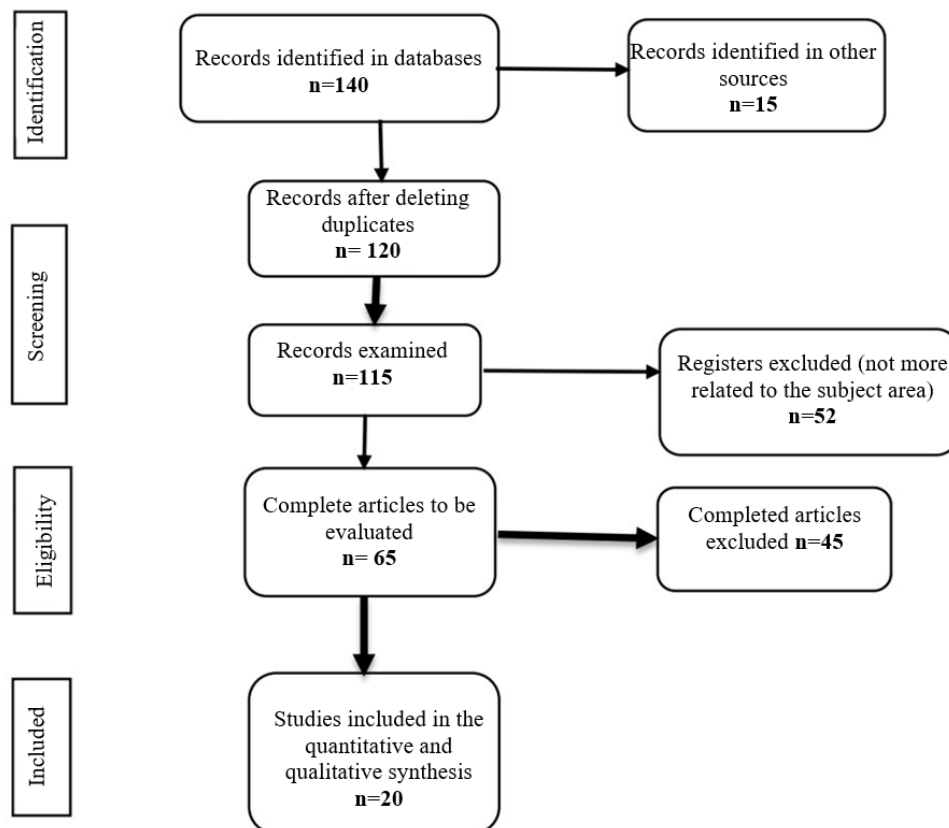 Identification
Records identified in databases
n=140
Records identified in other
sources
n=15
Records after deleting
duplicates
n= 120
Screening
Records examined
n=115
Registers excluded (not more
related to the subject area)
n=52
Eligibility
Complete articles to be
evaluated
n= 65
Completed articles
excluded n=45
Included
Studies included in the
quantitative and
qualitative synthesis
n=20